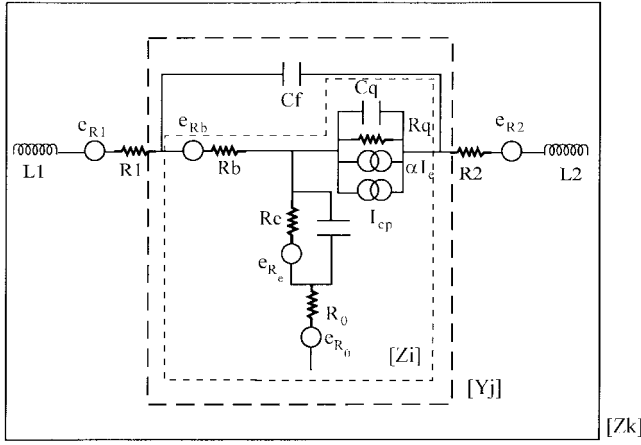 Cf
Cq
eR1
eRb
Rq
eR2
L1
R1
Rb
αIe
R2
L2
Icp
Re
eRe
R0
eR0
[Zi]
[Yj]
[Zk]